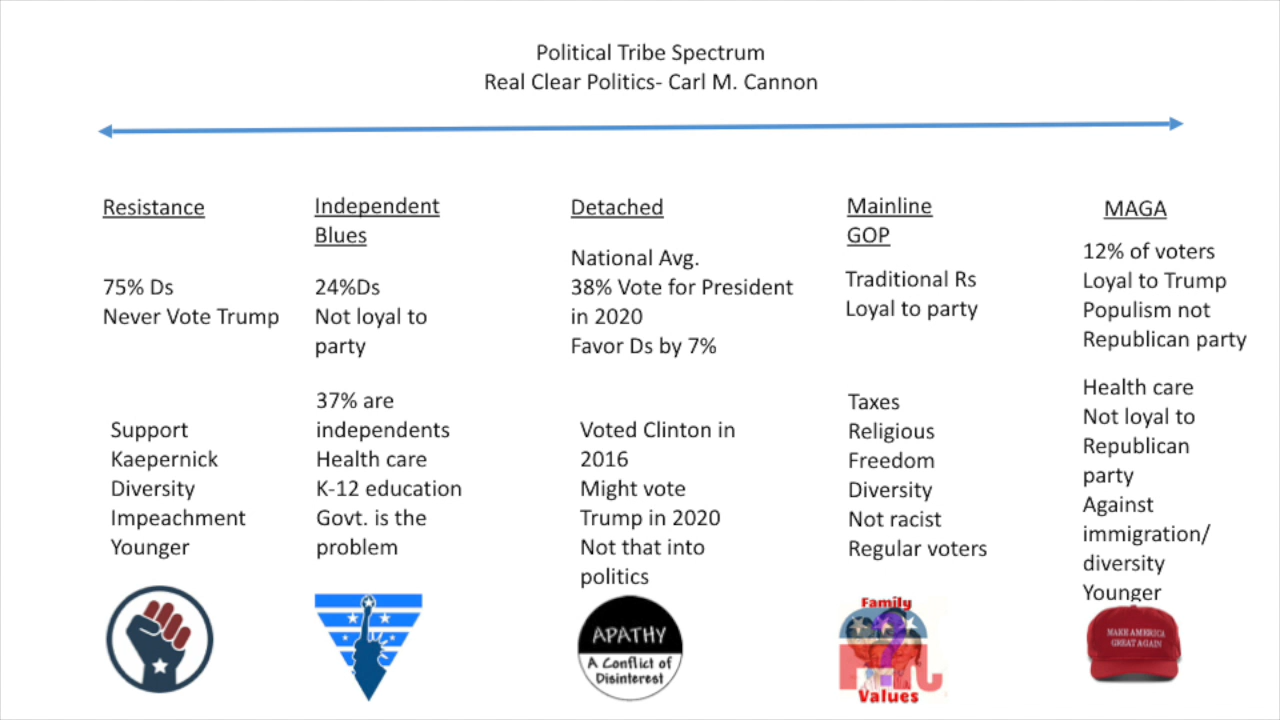 Political Tribe Spectrum
Real Clear Politics- Carl M. Cannon
Resistance
75% Ds
Never Vote Trump
Support
Kaepernick
Diversity
Impeachment
Younger
Independent
Blues
24%Ds
Not loyal to
party
37% are
independents
Health care
K-12 education
Govt. is the
problem
Detached
National Avg.
38% Vote for President
in 2020
Favor Ds by 7%
Voted Clinton in
2016
Might vote
Trump in 2020
Not that into
politics
APATHY
A Conflict of
Disinterest
Mainline
GOP
Traditional Rs
Loyal to party
Taxes
Religious
Freedom
Diversity
Not racist
Regular voters
Family
?
Values
MAGA
12% of voters
Loyal to Trump
Populism not
Republican party
Health care
Not loyal to
Republican
party
Against
immigration/
diversity
Younger
MAKE AMERICA
GREAT AGAIN